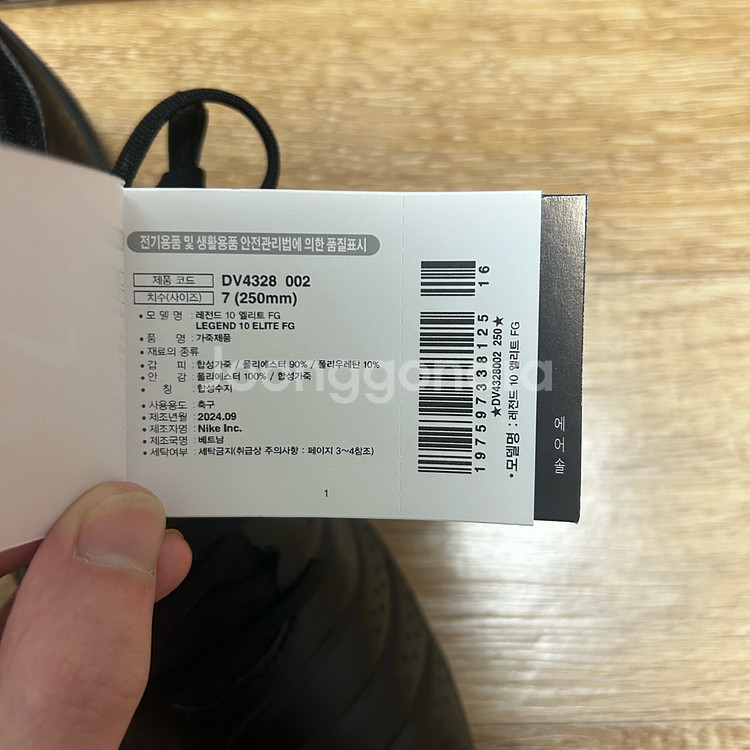 전기용품 및 생활용품 안전관리법에 의한 품질표시
제품 코드 DV4328 002
치수(사이즈) 7 (250mm)
• 모 델 명 : 레전드 10 엘리트 FG
LEGEND 10 ELITE FG
• 품 명 : 가죽제품
• 재료의 종류
• 갑 피 : 합성가죽 / 폴리에스터 90% / 폴리우레탄 10%
• 안 감 : 폴리에스터 100% / 합성가죽
• 창 : 합성수지
• 사용용도 : 축구
• 제조년월 : 2024.09
• 제조자명 : Nike Inc.
• 제조국명 : 베트남
• 세탁여부 : 세탁금지(취급상 주의사항 : 페이지 3~4참조)
1
197597338125
16
★DV4328002 250★
• 모델명 : 레전드 10 엘리트 FG
에어솔